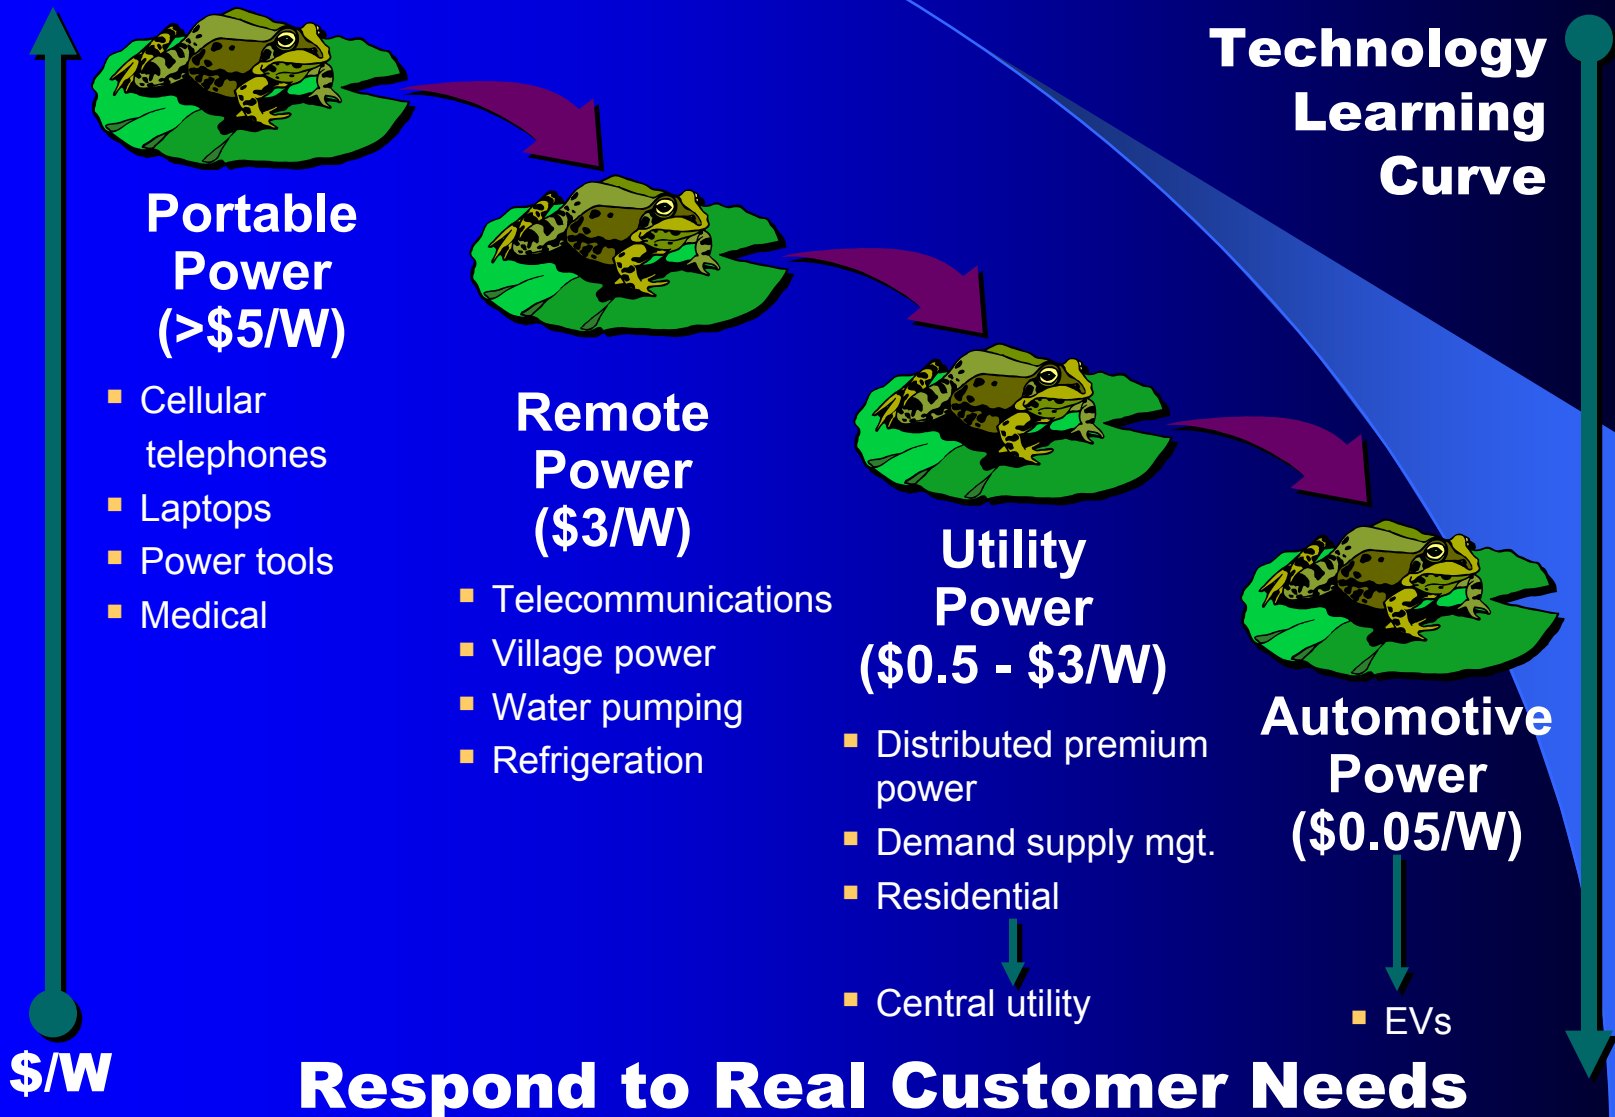 Technology
Learning
Curve
Portable
Power
(>$5/W)
Cellular
telephones
Laptops
Power tools
Medical
Remote
Power
($3/W)
Telecommunications
Village power
Water pumping
Refrigeration
Utility
Power
($0.5 - $3/W)
Distributed premium
power
Demand supply mgt.
Residential
Central utility
Automotive
Power
($0.05/W)
EVs
$/W
Respond to Real Customer Needs